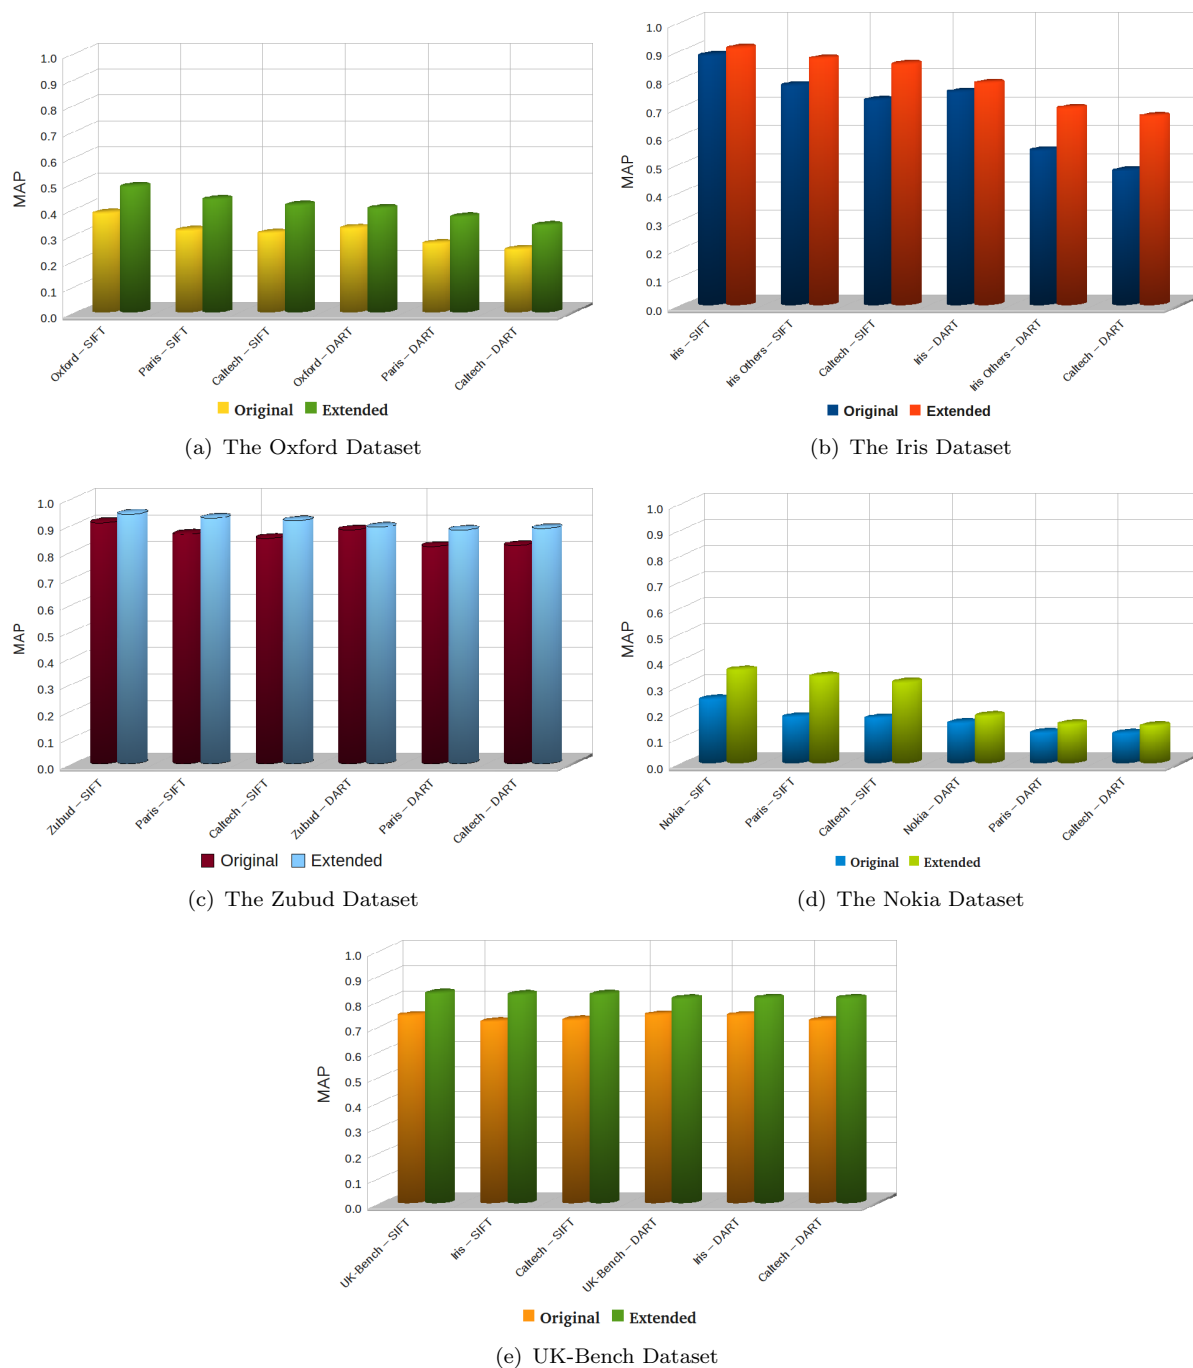 1.0
0.9
0.8
0.7
0.6
0.5
0.4
0.3
0.2
0.1
0.0
MAP
Oxford – SIFT
Paris – SIFT
Caltech – SIFT
Oxford – DART
Paris – DART
Caltech – DART
Original Extended
(a) The Oxford Dataset
1.0
0.9
0.8
0.7
0.6
0.5
0.4
0.3
0.2
0.1
0.0
MAP
Iris – SIFT
Iris Others – SIFT
Caltech – SIFT
Iris – DART
Iris Others – DART
Caltech – DART
Original Extended
(b) The Iris Dataset
1.0
0.9
0.8
0.7
0.6
0.5
0.4
0.3
0.2
0.1
0.0
MAP
Zubud – SIFT
Paris – SIFT
Caltech – SIFT
Zubud – DART
Paris – DART
Caltech – DART
Original Extended
(c) The Zubud Dataset
1.0
0.9
0.8
0.7
0.6
0.5
0.4
0.3
0.2
0.1
0.0
MAP
Nokia – SIFT
Paris – SIFT
Caltech – SIFT
Nokia – DART
Paris – DART
Caltech – DART
Original Extended
(d) The Nokia Dataset
1.0
0.9
0.8
0.7
0.6
0.5
0.4
0.3
0.2
0.1
0.0
MAP
UK-Bench – SIFT
Iris – SIFT
Caltech – SIFT
UK-Bench – DART
Iris – DART
Caltech – DART
Original Extended
(e) UK-Bench Dataset